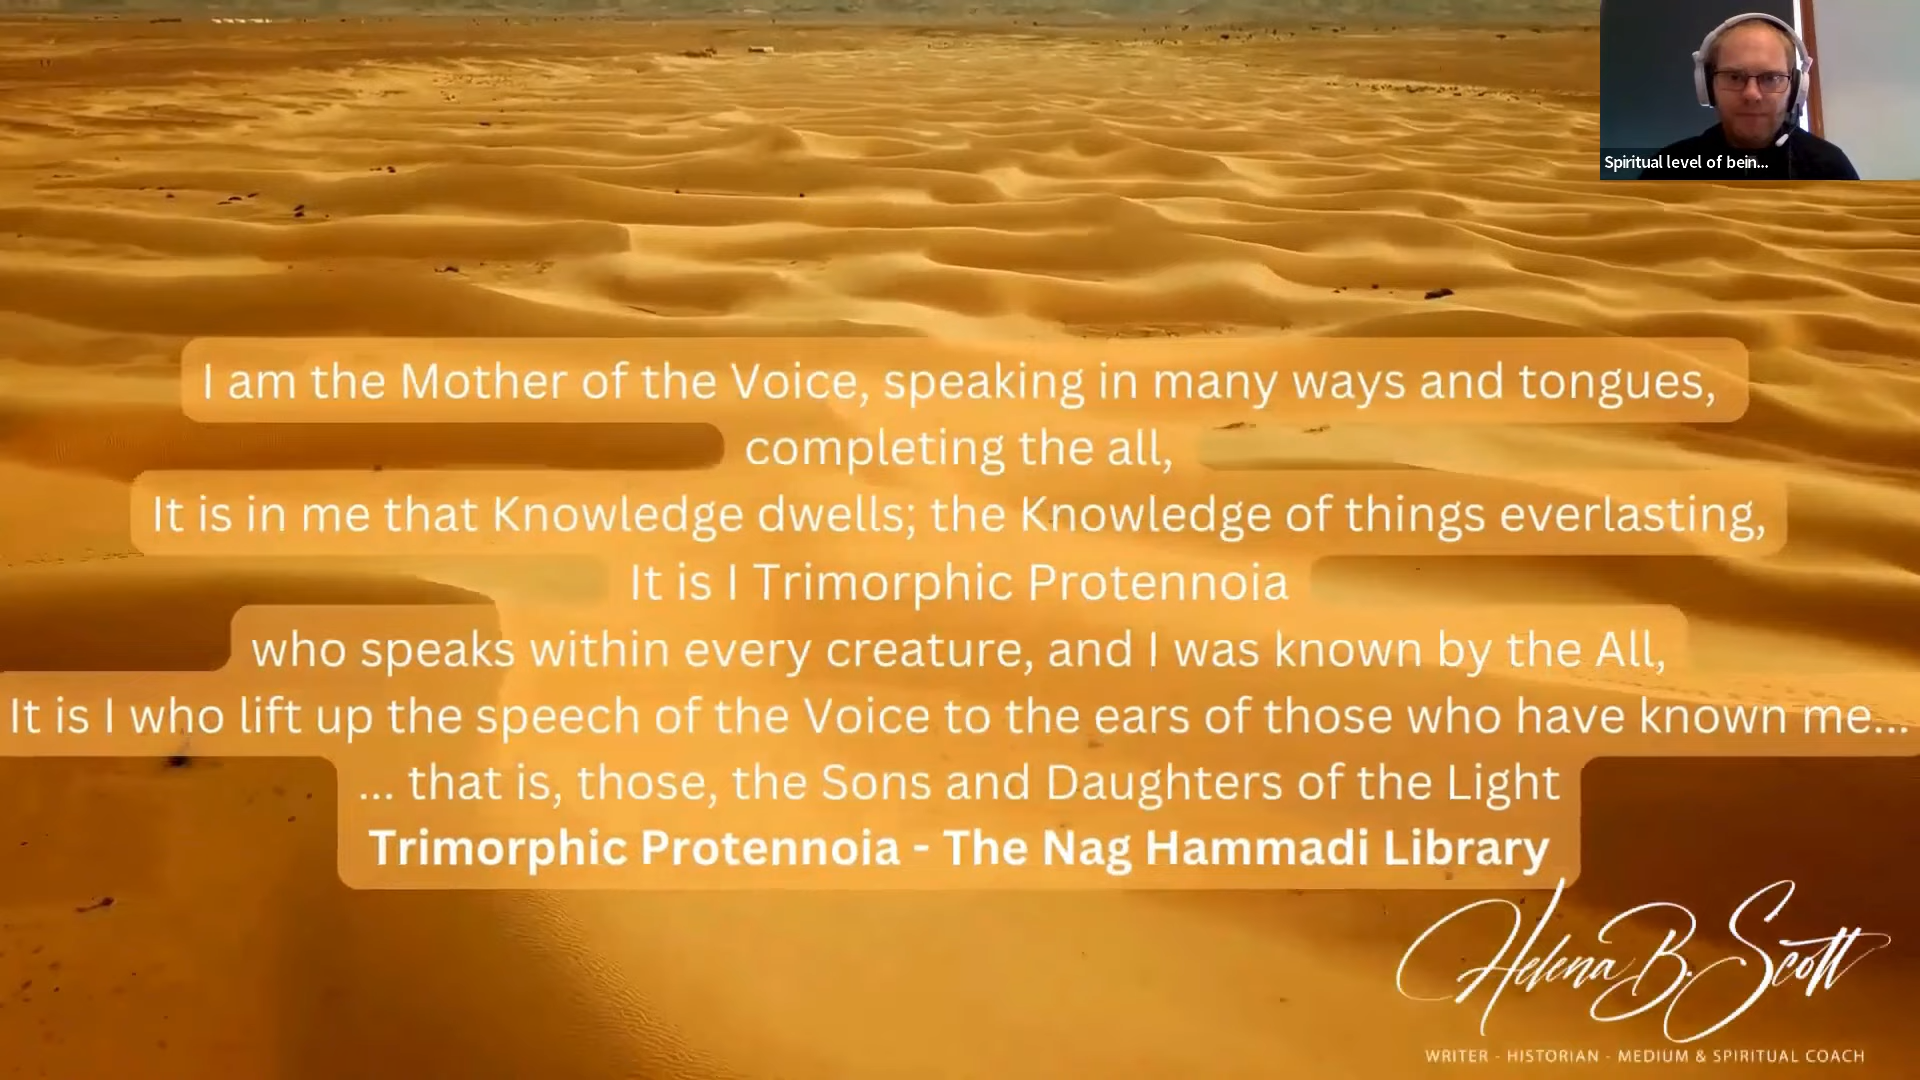 Spiritual level of bein...
I am the Mother of the Voice, speaking in many ways and tongues,
completing the all,
It is in me that Knowledge dwells; the Knowledge of things everlasting,
It is I Trimorphic Protennoia
who speaks within every creature, and I was known by the All,
It is I who lift up the speech of the Voice to the ears of those who have known me...
... that is, those, the Sons and Daughters of the Light
Trimorphic Protennoia - The Nag Hammadi Library
Helena B. Scott
WRITER - HISTORIAN - MEDIUM & SPIRITUAL COACH